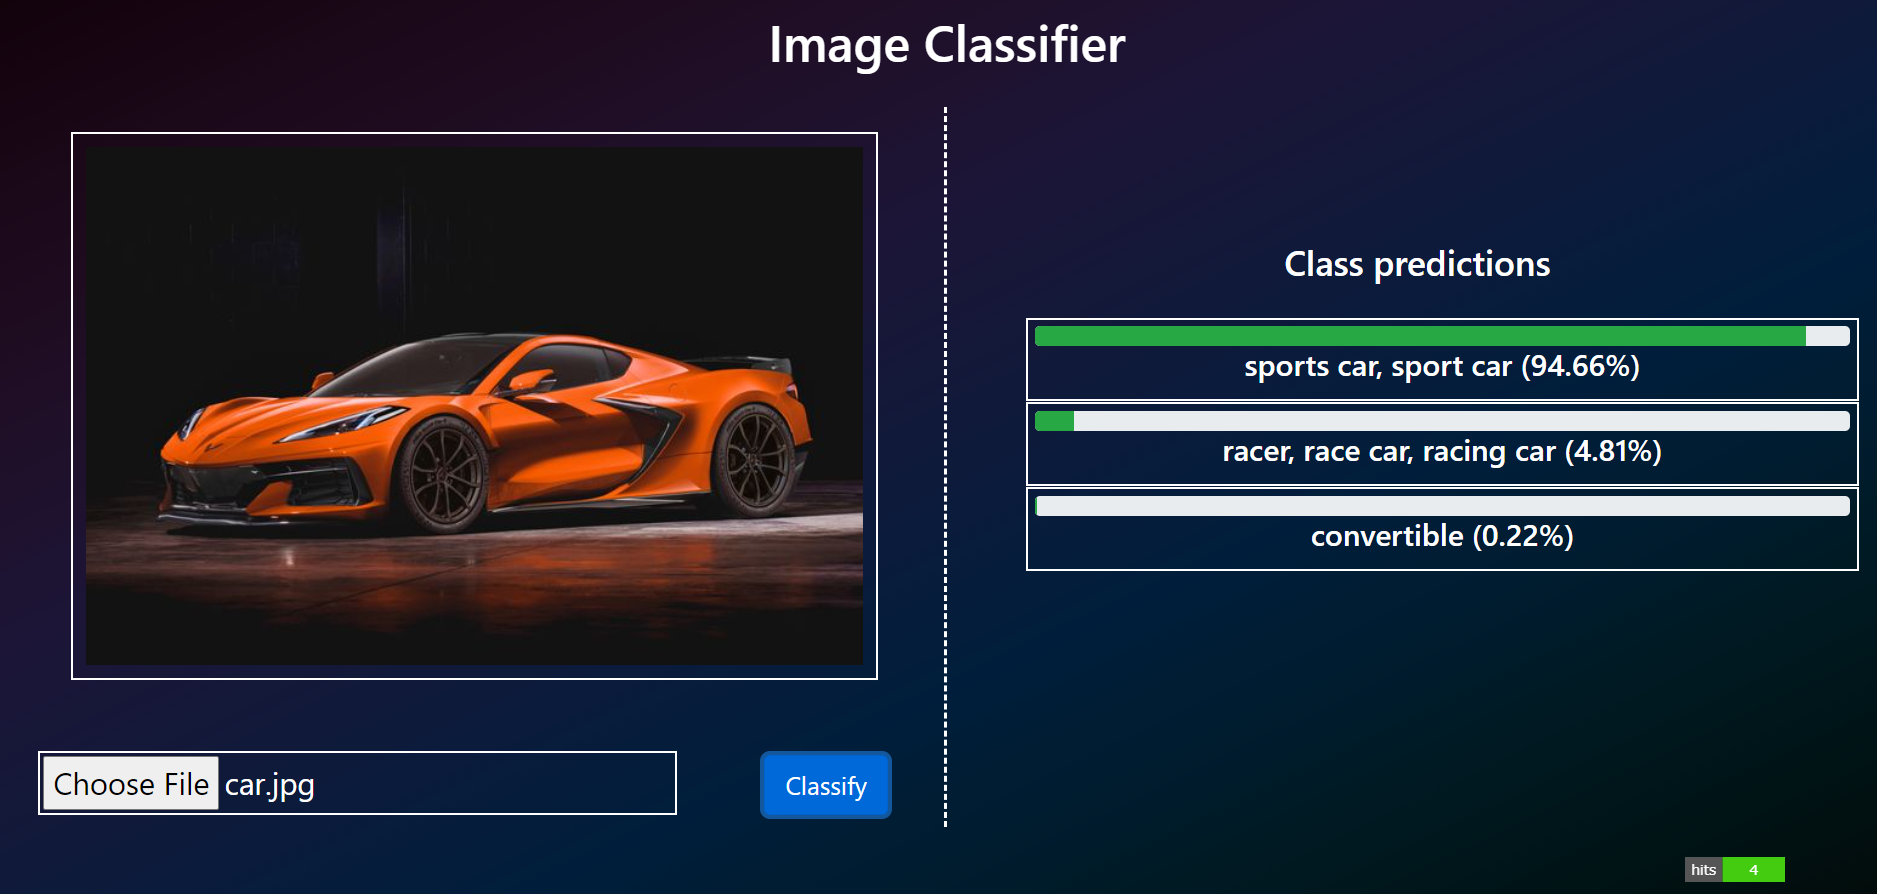 Image Classifier
Class predictions
sports car, sport car (94.66%)
racer, race car, racing car (4.81%)
convertible (0.22%)
Choose File car.jpg
Classify
hits 4